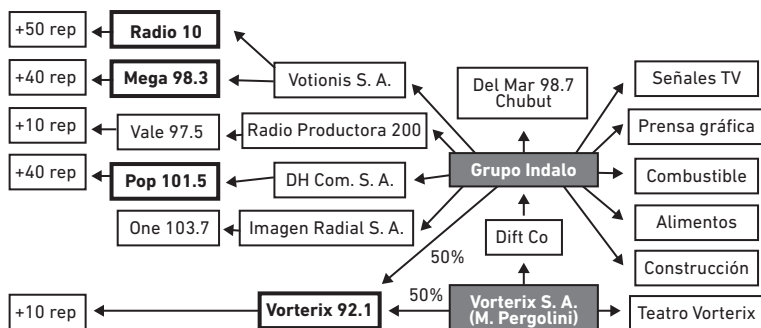 +50 rep
Radio 10
+40 rep
Mega 98.3
Votionis S. A.
Del Mar 98.7
Chubut
Señales TV
+10 rep
Vale 97.5
Radio Productora 200
Prensa gráfica
+40 rep
Pop 101.5
DH Com. S. A.
Grupo Indalo
Combustible
One 103.7
Imagen Radial S. A.
Dift Co
Alimentos
50%
Construcción
+10 rep
Vorterix 92.1
50%
Vorterix S. A.
(M. Pergolini)
Teatro Vorterix